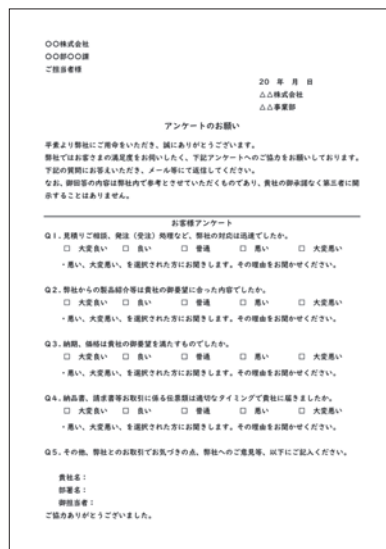 〇〇株式会社
〇〇部〇〇課
ご担当者様
20　年　月　日
△△株式会社
△△事業部
アンケートのお願い
平素より弊社にご用命をいただき、誠にありがとうございます。
弊社ではお客さまの満足度をお伺いしたく、下記アンケートへのご協力をお願いしております。
下記の質問にお答えいただき、メール等にて返信してください。
なお、御回答の内容は弊社内で参考とさせていただくものであり、貴社の御承諾なく第三者に開
示することはありません。
お客様アンケート
Q1．見積りご相談、発注（受注）処理など、弊社の対応は迅速でしたか。
□ 大変良い　□ 良い　□ 普通　□ 悪い　□ 大変悪い
・悪い、大変悪い、を選択された方にお聞きします。その理由をお聞かせください。
Q2．弊社からの製品紹介等は貴社の御要望に合った内容でしたか。
□ 大変良い　□ 良い　□ 普通　□ 悪い　□ 大変悪い
・悪い、大変悪い、を選択された方にお聞きします。その理由をお聞かせください。
Q3．納期、価格は貴社の御要望を満たすものでしたか。
□ 大変良い　□ 良い　□ 普通　□ 悪い　□ 大変悪い
・悪い、大変悪い、を選択された方にお聞きします。その理由をお聞かせください。
Q4．納品書、請求書等お取引に係る伝票類は適切なタイミングで貴社に届きましたか。
□ 大変良い　□ 良い　□ 普通　□ 悪い　□ 大変悪い
・悪い、大変悪い、を選択された方にお聞きします。その理由をお聞かせください。
Q5．その他、弊社とのお取引でお気づきの点、弊社へのご意見等、以下にご記入ください。
貴社名：
部署名：
御担当者：
ご協力ありがとうございました。